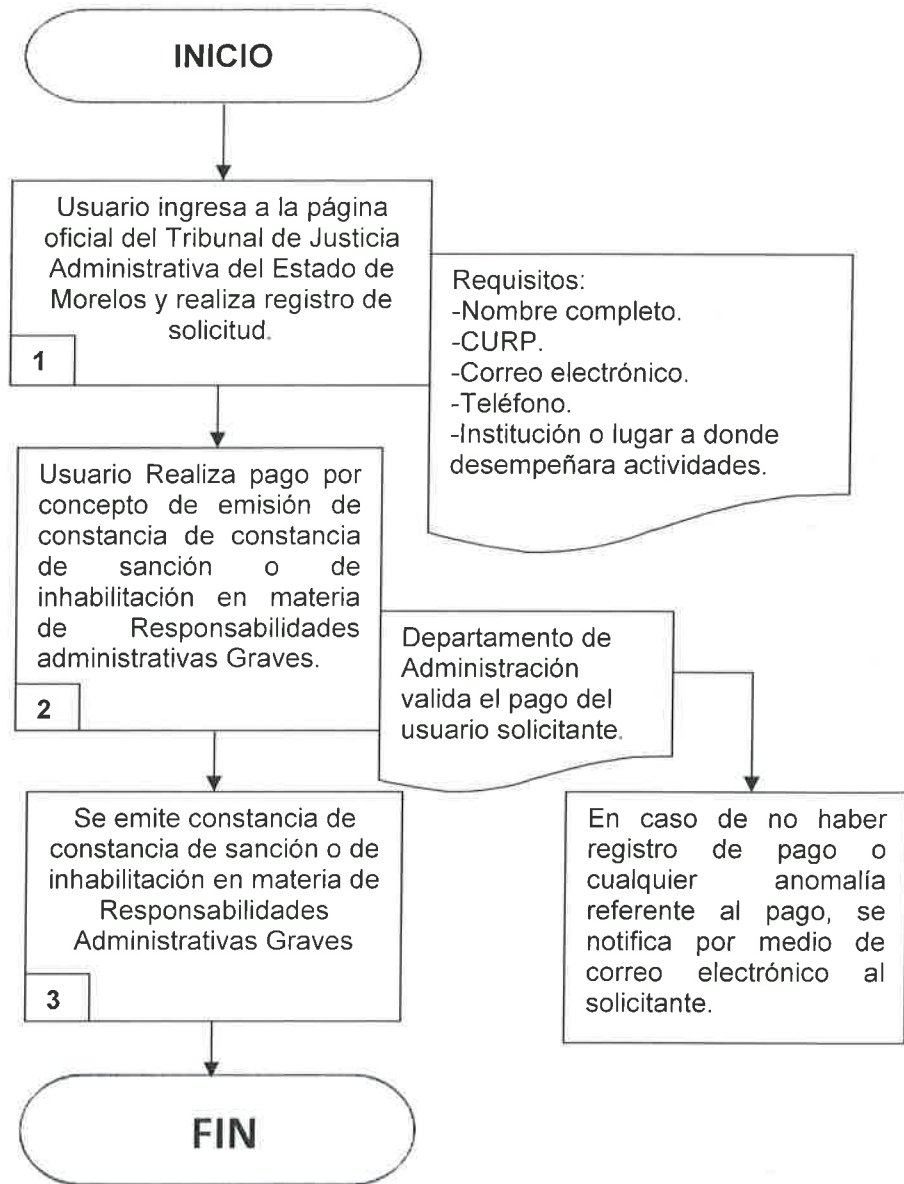 INICIO
Usuario ingresa a la página
oficial del Tribunal de Justicia
Administrativa del Estado de
Morelos y realiza registro de
solicitud.
1
Requisitos:
-Nombre completo.
-CURP.
-Correo electrónico.
-Teléfono.
-Institución o lugar a donde
desempeñara actividades.
Usuario Realiza pago por
concepto de emisión de
constancia de constancia
de sanción o de
inhabilitación en materia
de Responsabilidades
administrativas Graves.
2
Departamento de
Administración
valida el pago del
usuario solicitante.
Se emite constancia de
constancia de sanción o de
inhabilitación en materia de
Responsabilidades
Administrativas Graves
3
En caso de no haber
registro de pago o
cualquier anomalía
referente al pago, se
notifica por medio de
correo electrónico al
solicitante.
FIN